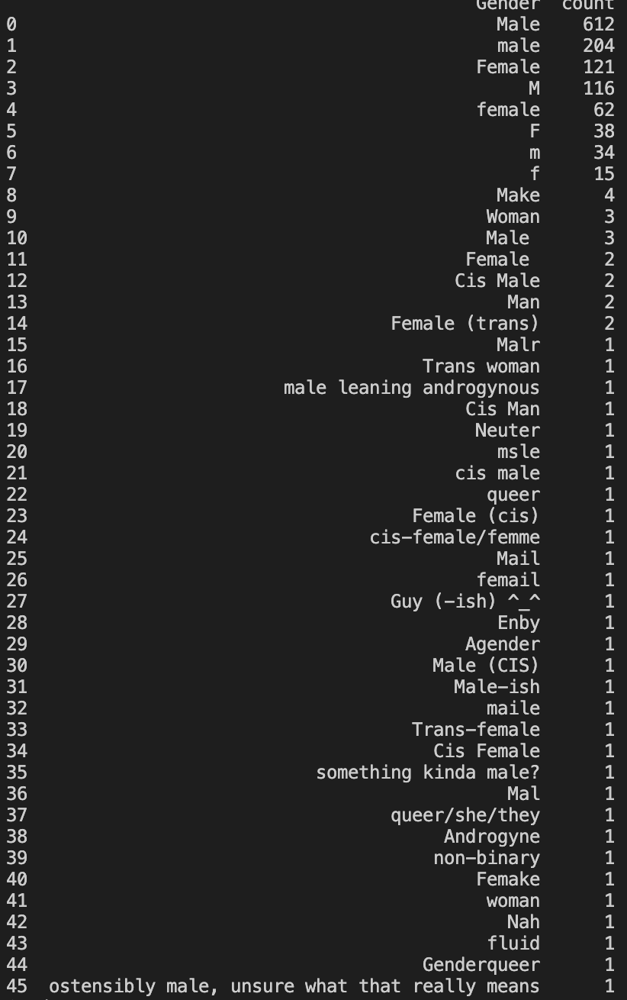 Gender count
0 Male 612
1 male 204
2 Female 121
3 M 116
4 female 62
5 F 38
6 m 34
7 f 15
8 Make 4
9 Woman 3
10 Male 3
11 Female 2
12 Cis Male 2
13 Man 2
14 Female (trans) 2
15 Malr 1
16 Trans woman 1
17 male leaning androgynous 1
18 Cis Man 1
19 Neuter 1
20 msle 1
21 cis male 1
22 queer 1
23 Female (cis) 1
24 cis-female/femme 1
25 Mail 1
26 femail 1
27 Guy (-ish) ^_^ 1
28 Enby 1
29 Agender 1
30 Male (CIS) 1
31 Male-ish 1
32 maile 1
33 Trans-female 1
34 Cis Female 1
35 something kinda male? 1
36 Mal 1
37 queer/she/they 1
38 Androgyne 1
39 non-binary 1
40 Femake 1
41 woman 1
42 Nah 1
43 fluid 1
44 Genderqueer 1
45 ostensibly male, unsure what that really means 1